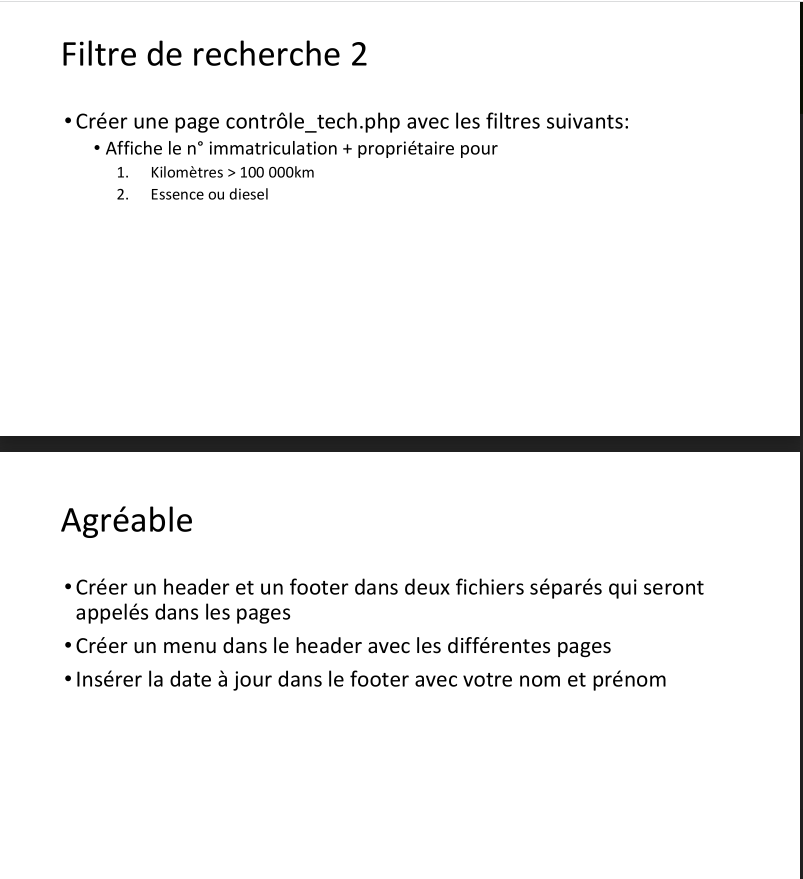 Filtre de recherche 2
• Créer une page contrôle_tech.php avec les filtres suivants:
• Affiche le n° immatriculation + propriétaire pour
1. Kilomètres > 100 000km
2. Essence ou diesel
Agréable
• Créer un header et un footer dans deux fichiers séparés qui seront
appelés dans les pages
• Créer un menu dans le header avec les différentes pages
• Insérer la date à jour dans le footer avec votre nom et prénom